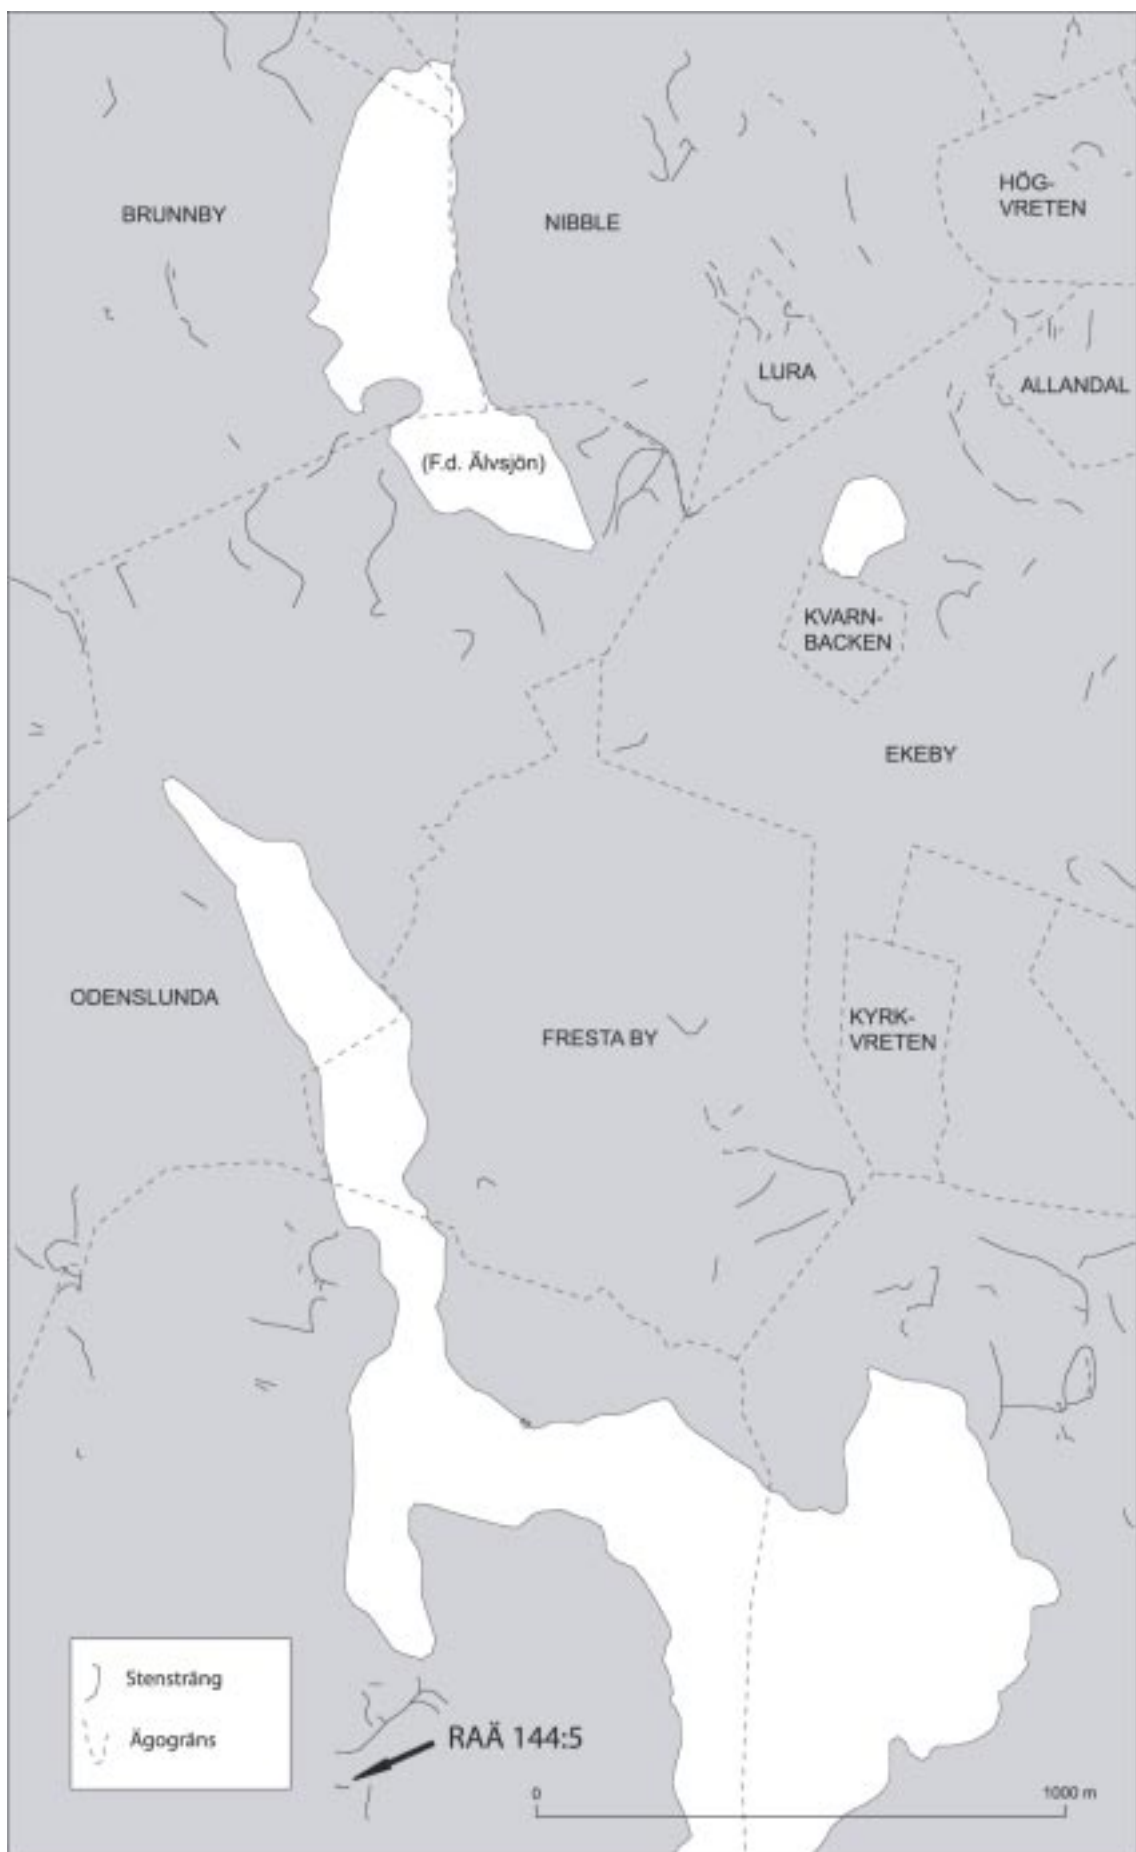 BRUNNBY
NIBBLE
HÖG-
VRETEN
LURA
ALLANDAL
(F.d. Älvsjön)
KVARN-
BACKEN
EKEBY
ODENSLUNDA
FRESTA BY
KYRK-
VRETEN
Stensträng
Ägogräns
RAÄ 144:5
0
1000 m